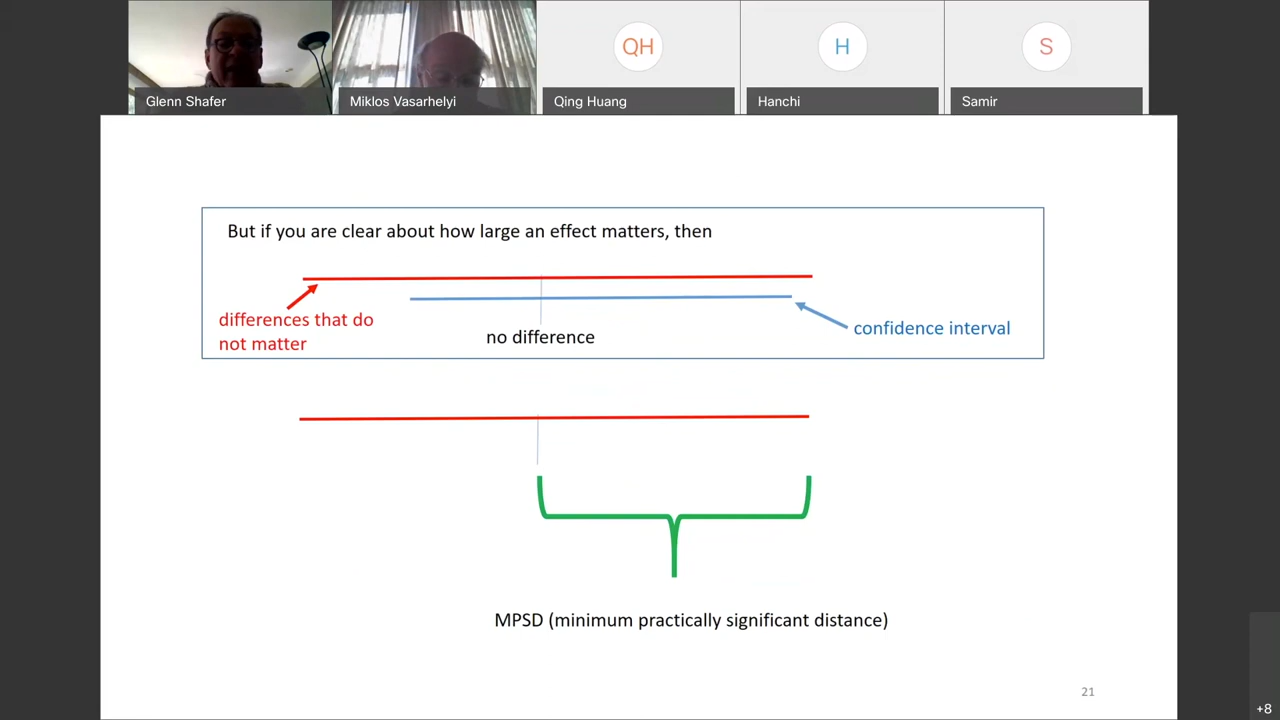 QH
H
S
Glenn Shafer
Miklos Vasarhelyi
Qing Huang
Hanchi
Samir
But if you are clear about how large an effect matters, then
differences that do
not matter
no difference
confidence interval
MPSD (minimum practically significant distance)
21
+8